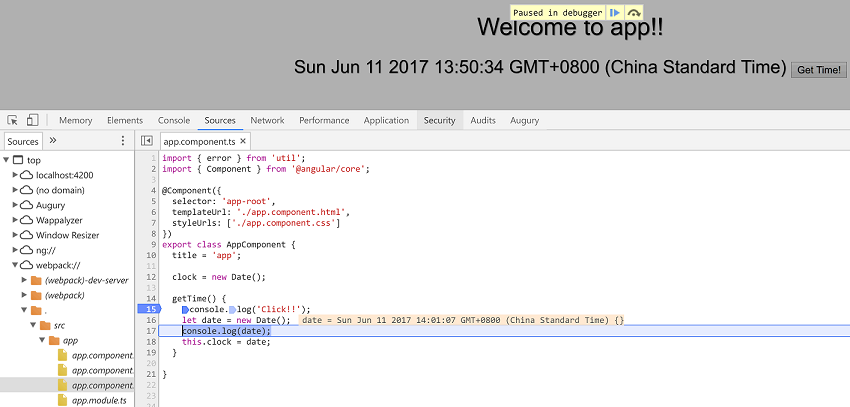 Paused in debugger
Welcome to app!!
Sun Jun 11 2017 13:50:34 GMT+0800 (China Standard Time) Get Time!
Memory Elements Console Sources Network Performance Application Security Audits Augury
Sources » app.component.ts ×
top
localhost:4200
(no domain)
Augury
Wappalyzer
Window Resizer
ng://
webpack://
(webpack)-dev-server
(webpack)
.
src
app
app.component.
app.component.
app.component.
app.module.ts
1 import { error } from 'util';
2 import { Component } from '@angular/core';
3
4 @Component({
5 selector: 'app-root',
6 templateUrl: './app.component.html',
7 styleUrls: ['./app.component.css']
8 })
9 export class AppComponent {
10 title = 'app';
11
12 clock = new Date();
13
14 getTime() {
15 console.log('Click!!');
16 let date = new Date(); date = Sun Jun 11 2017 14:01:07 GMT+0800 (China Standard Time) {}
17 console.log(date);
18 this.clock = date;
19 }
20
21 }
22
23
24